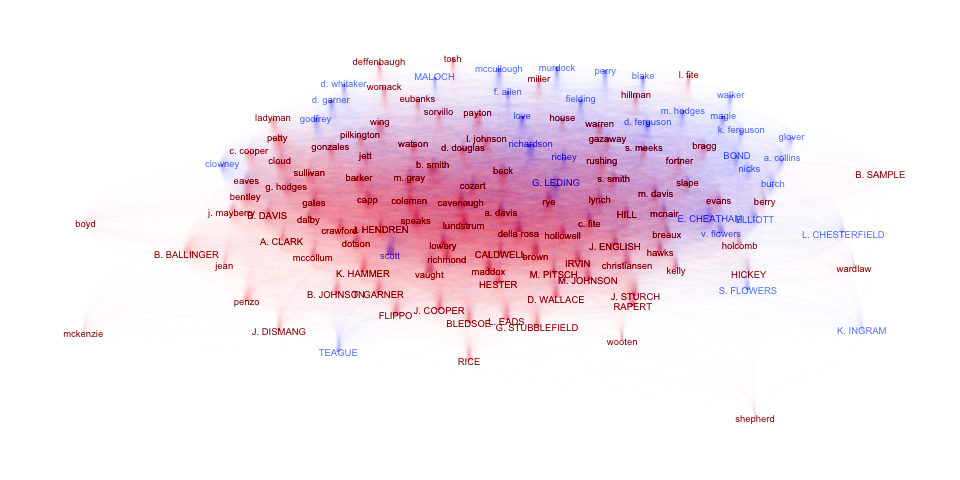 tosh
deffenbaugh
mccullough
murdock
perry
l. fite
MALOCH
blake
miller
d. whitaker
womack
f. allen
hillman
walker
d. garner
eubanks
fielding
sorvillo
payton
m. hodges
magie
ladyman
godfrey
wing
love
house
warren
d. ferguson
k. ferguson
petty
pilkington
l. johnson
gazaway
glover
gonzales
watson
d. douglas
richardson
s. meeks
bragg
c. cooper
jett
richey
BOND
a. collins
clowney
cloud
b. smith
rushing
fortner
nicks
sullivan
beck
B. SAMPLE
eaves
g. hodges
barker
m. gray
cozart
G. LEDING
s. smith
slape
burch
bentley
gates
capp
coleman
cavenaugh
rye
lynch
m. davis
evans
berry
j. mayberry
B. DAVIS
dalby
speaks
a. davis
HILL
mcnair
E. CHEATHAM
ELLIOTT
boyd
crawford
J. HENDREN
lundstrum
c. fite
A. CLARK
dotson
lowery
della rosa
hollowell
J. ENGLISH
breaux
v. flowers
holcomb
L. CHESTERFIELD
B. BALLINGER
mccollum
scott
richmond
CALDWELL
brown
IRVIN
christiansen
hawks
jean
K. HAMMER
vaught
maddox
M. PITSCH
M. JOHNSON
kelly
HICKEY
wardlaw
penzo
B. JOHNSON
T. GARNER
HESTER
D. WALLACE
J. STURCH
S. FLOWERS
FLIPPO
J. COOPER
RAPERT
mckenzie
J. DISMANG
BLEDSOE
L. EADS
G. STUBBLEFIELD
K. INGRAM
TEAGUE
RICE
wooten
shepherd